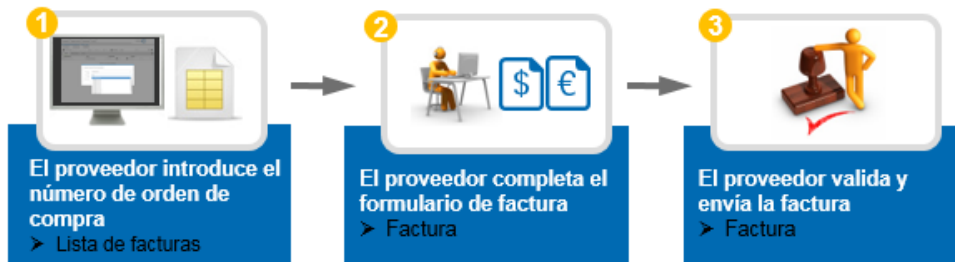 1
El proveedor introduce el
número de orden de
compra
➤ Lista de facturas
2
$ €
El proveedor completa el
formulario de factura
➤ Factura
3
El proveedor valida y
envía la factura
➤ Factura